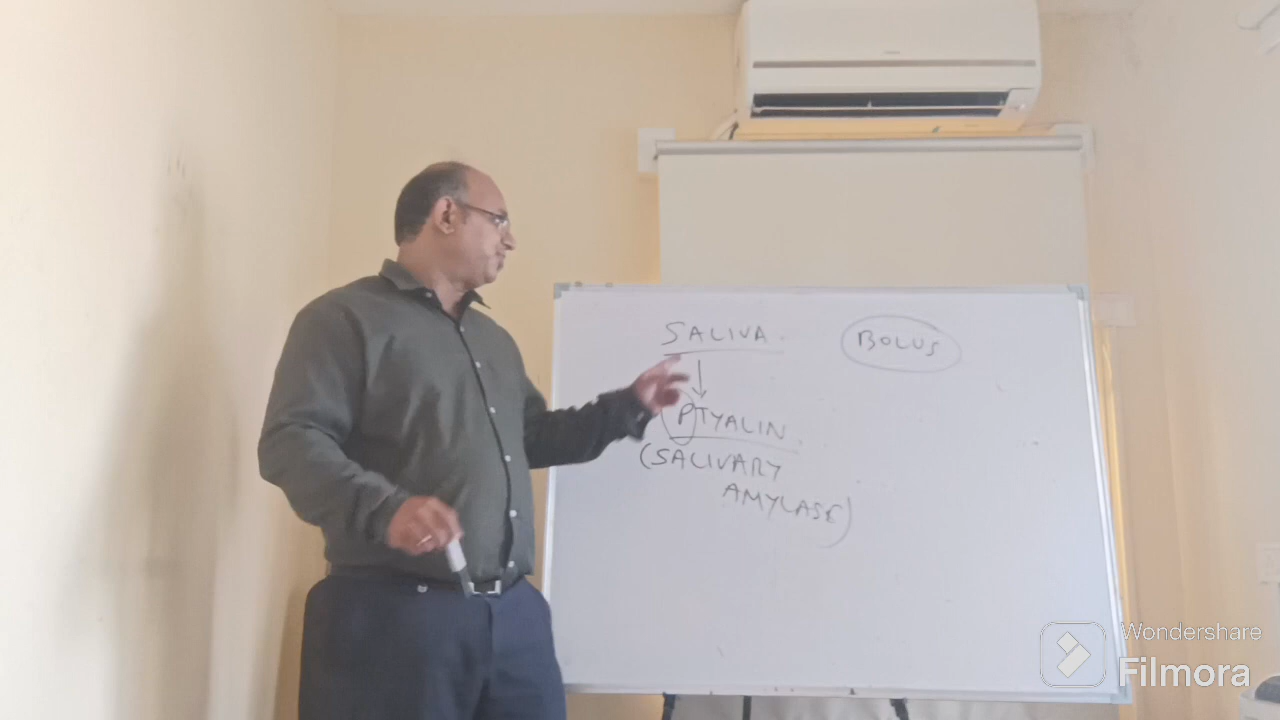 SALIVA
BOLUS
PTYALIN
(SALIVARY
AMYLASE)
Wondershare
Filmora